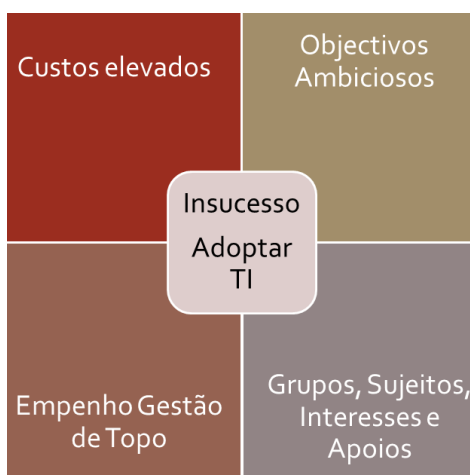 Custos elevados
Objectivos
Ambiciosos
Insucesso
Adoptar
TI
Empenho Gestão
de Topo
Grupos, Sujeitos,
Interesses e
Apoios